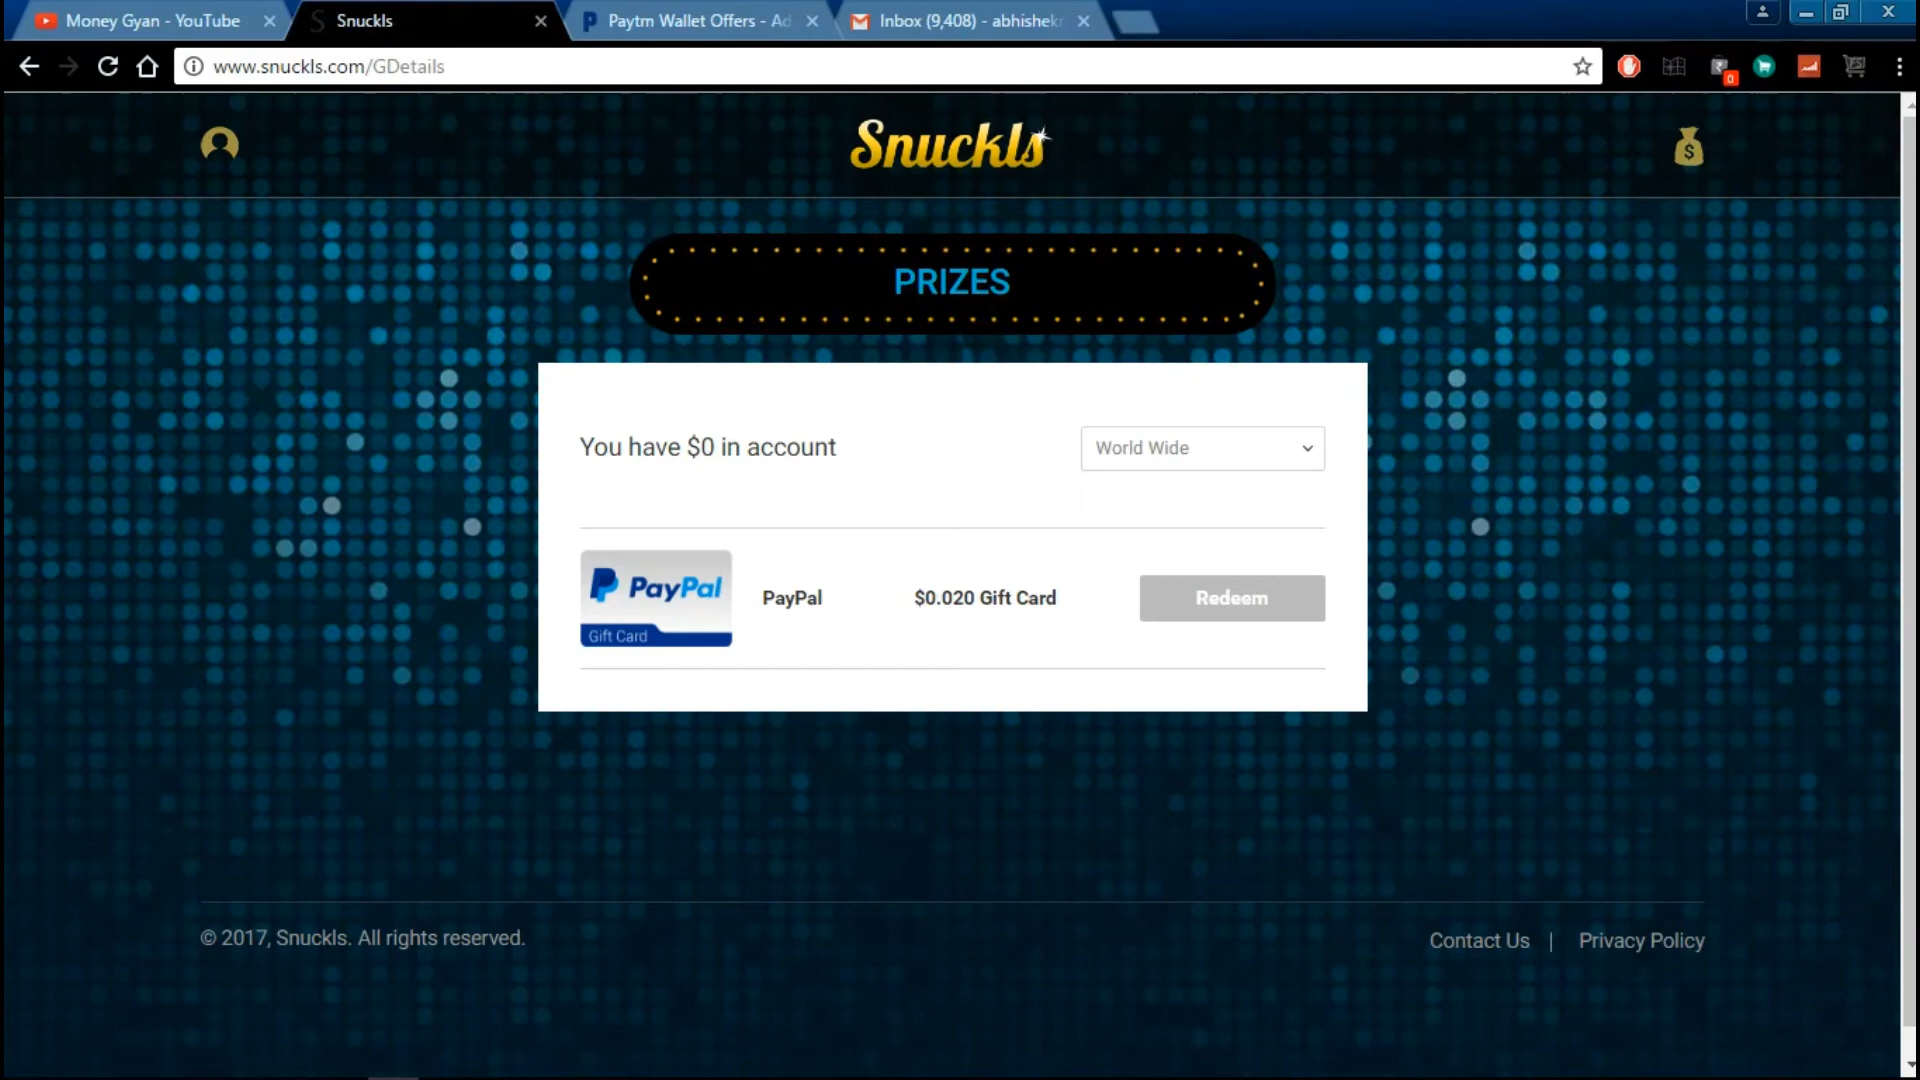 Money Gyan - YouTube
Snuckls
Paytm Wallet Offers - Ad
Inbox (9,408) - abhishekr
www.snuckls.com/GDetails
0
Snuckls
$
PRIZES
You have $0 in account
World Wide
PayPal
Gift Card
PayPal
$0.020 Gift Card
Redeem
© 2017, Snuckls. All rights reserved.
Contact Us | Privacy Policy